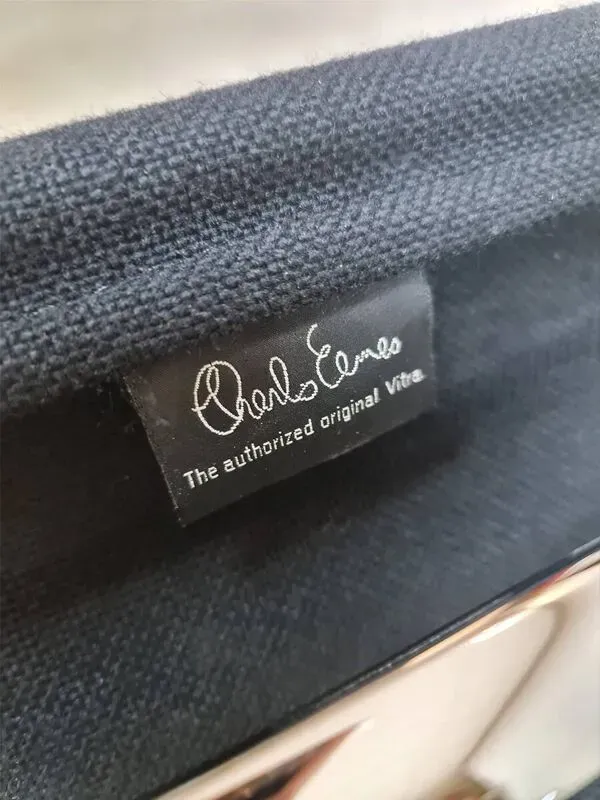 Charles Eames
The authorized original Vitra